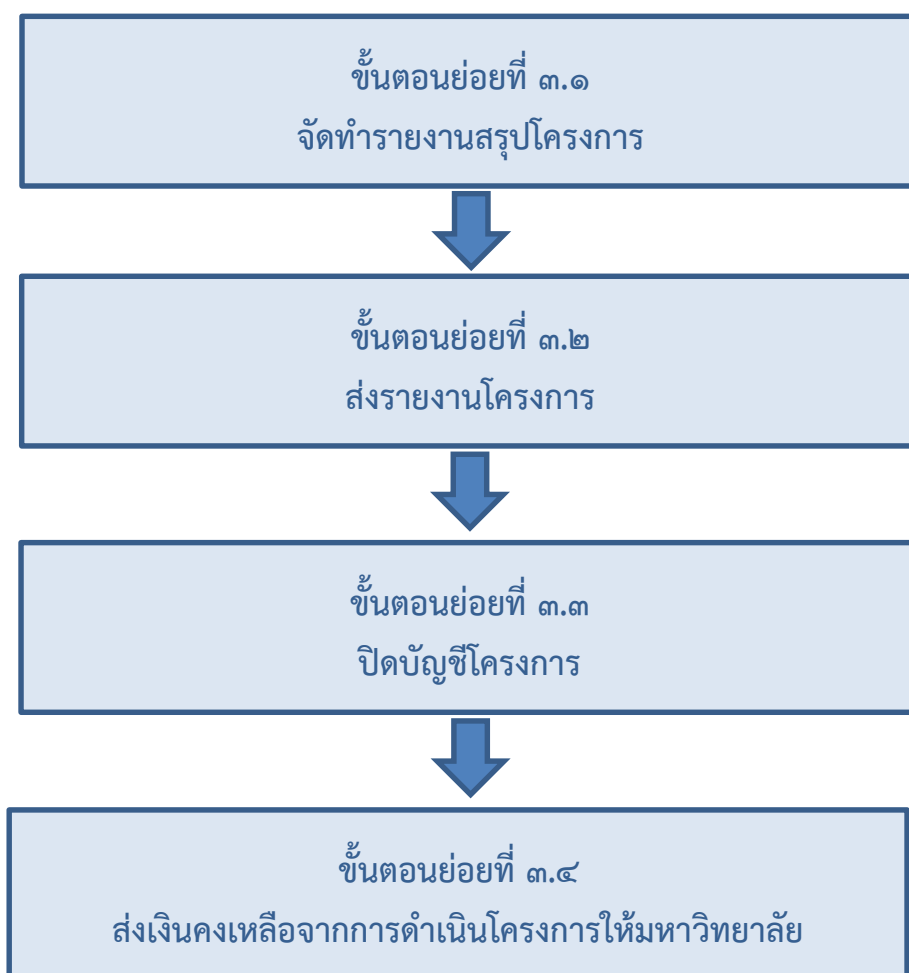 ขั้นตอนย่อยที่ ๓.๑
จัดทำรายงานสรุปโครงการ
ขั้นตอนย่อยที่ ๓.๒
ส่งรายงานโครงการ
ขั้นตอนย่อยที่ ๓.๓
ปิดบัญชีโครงการ
ขั้นตอนย่อยที่ ๓.๔
ส่งเงินคงเหลือจากการดำเนินโครงการให้มหาวิทยาลัย